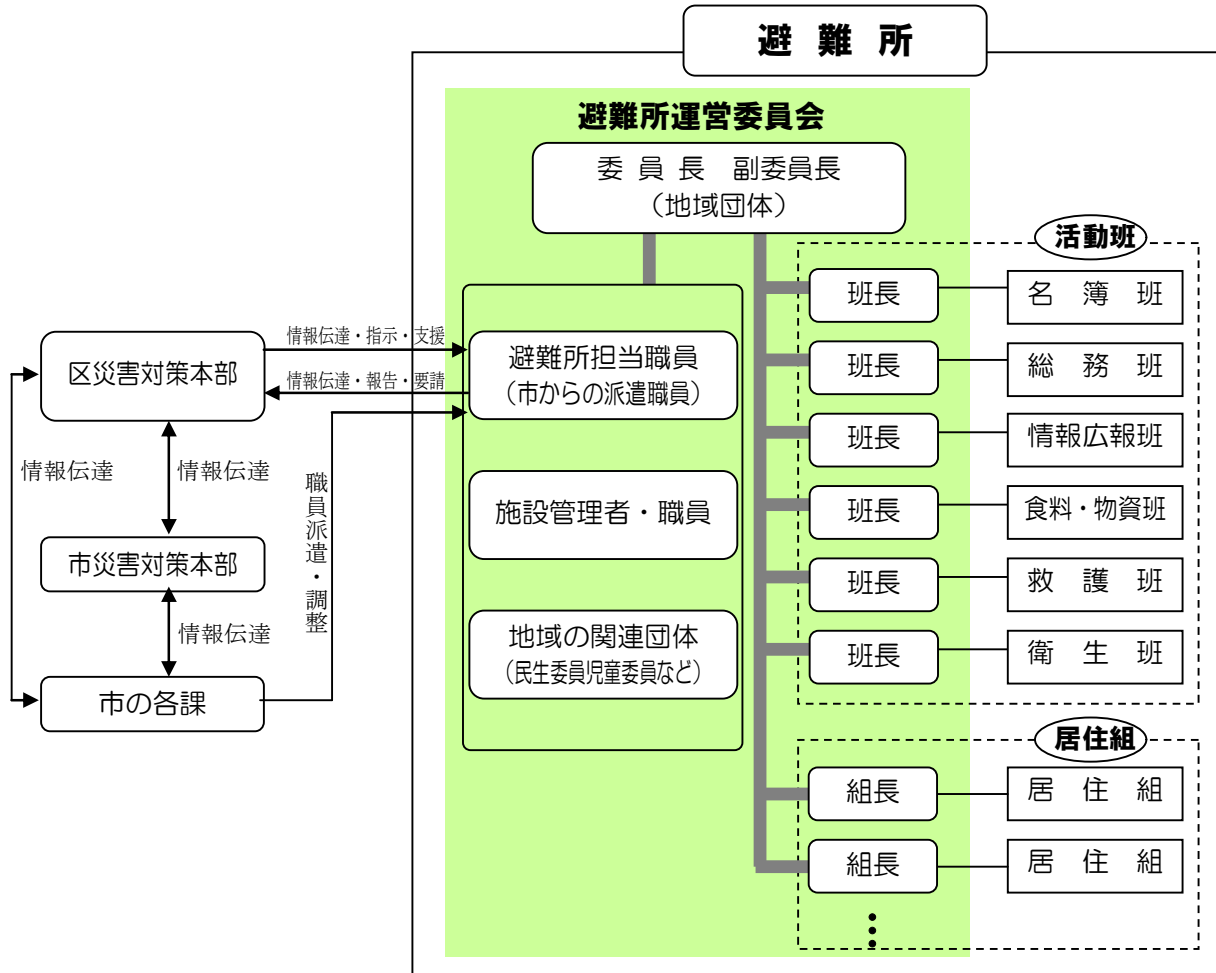 避 難 所
避難所運営委員会
委 員 長　副委員長
（地域団体）
活動班
班長
名 簿 班
班長
総 務 班
班長
情報広報班
班長
食料・物資班
班長
救 護 班
班長
衛 生 班
居住組
組長
居 住 組
組長
居 住 組
避難所担当職員
（市からの派遣職員）
施設管理者・職員
地域の関連団体
（民生委員児童委員など）
情報伝達・指示・支援
情報伝達・報告・要請
区災害対策本部
情報伝達
情報伝達
職員派遣・調整
市災害対策本部
情報伝達
市の各課